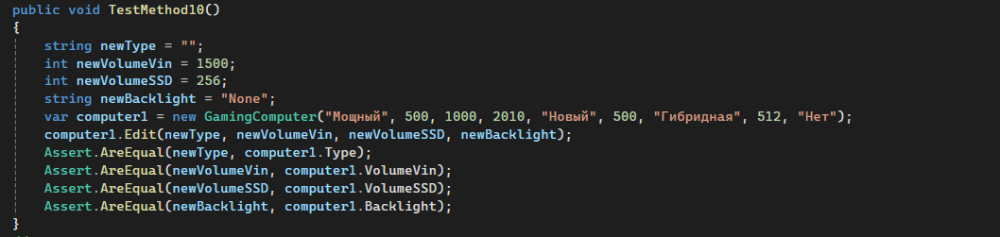 public void TestMethod10()
{
string newType = "";
int newVolumeVin = 1500;
int newVolumeSSD = 256;
string newBacklight = "None";
var computer1 = new GamingComputer("Мощный", 500, 1000, 2010, "Новый", 500, "Гибридная", 512, "Нет");
computer1.Edit(newType, newVolumeVin, newVolumeSSD, newBacklight);
Assert.AreEqual(newType, computer1.Type);
Assert.AreEqual(newVolumeVin, computer1.VolumeVin);
Assert.AreEqual(newVolumeSSD, computer1.VolumeSSD);
Assert.AreEqual(newBacklight, computer1.Backlight);
}